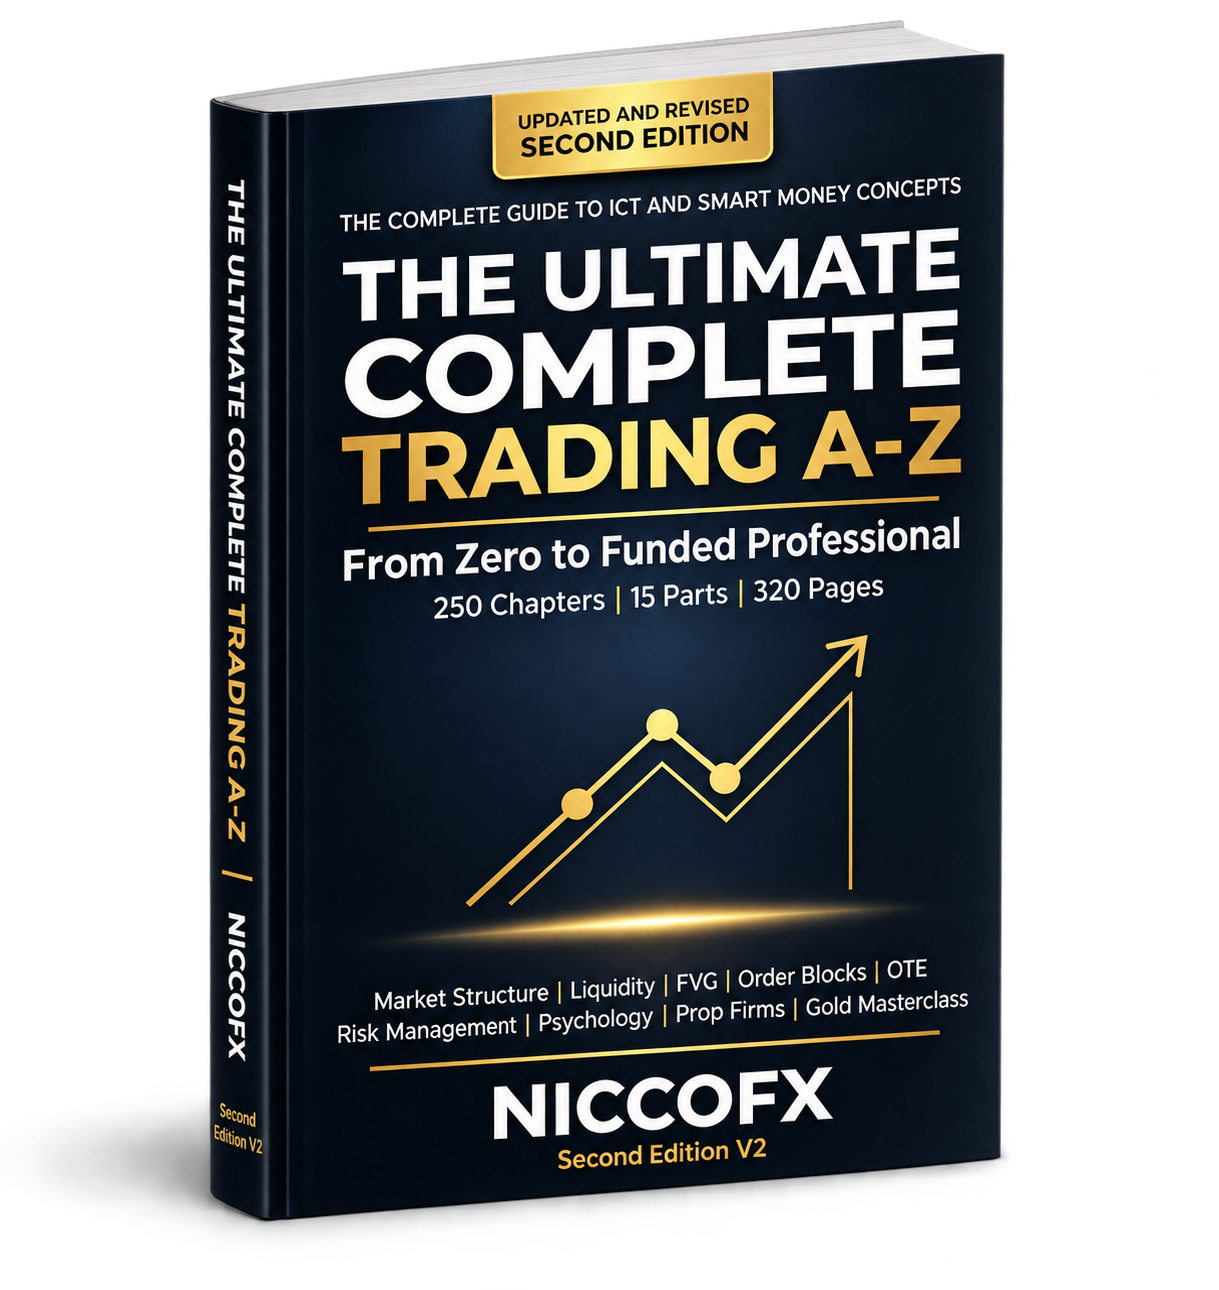 UPDATED AND REVISED
SECOND EDITION
THE COMPLETE GUIDE TO ICT AND SMART MONEY CONCEPTS
THE ULTIMATE
COMPLETE
TRADING A-Z
From Zero to Funded Professional
250 Chapters | 15 Parts | 320 Pages
Market Structure | Liquidity | FVG | Order Blocks | OTE
Risk Management | Psychology | Prop Firms | Gold Masterclass
NICCOFX
Second Edition V2
THE ULTIMATE COMPLETE TRADING A-Z | NICCOFX
Second
Edition V2